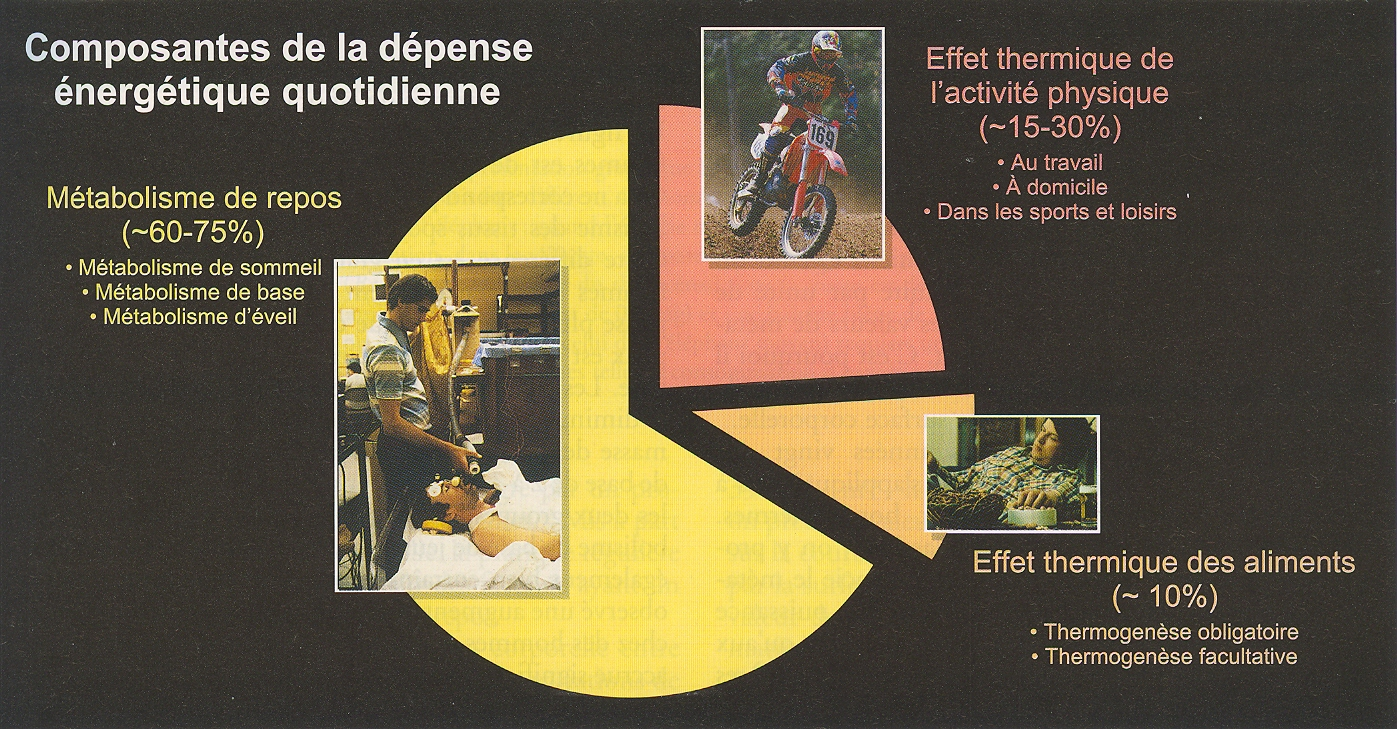 Composantes de la dépense
énergétique quotidienne
Métabolisme de repos
(~60-75%)
• Métabolisme de sommeil
• Métabolisme de base
• Métabolisme d'éveil
169
Effet thermique de
l'activité physique
(~15-30%)
• Au travail
• À domicile
• Dans les sports et loisirs
Effet thermique des aliments
(~ 10%)
• Thermogenèse obligatoire
• Thermogenèse facultative